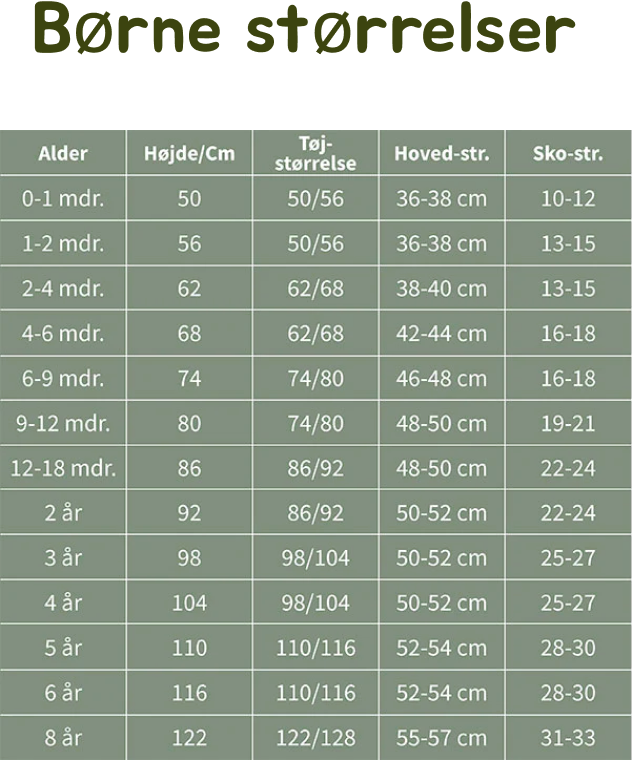 Børne størrelser
Alder Højde/Cm Tøj-størrelse Hoved-str. Sko-str.
0-1 mdr. 50 50/56 36-38 cm 10-12
1-2 mdr. 56 50/56 36-38 cm 13-15
2-4 mdr. 62 62/68 38-40 cm 13-15
4-6 mdr. 68 62/68 42-44 cm 16-18
6-9 mdr. 74 74/80 46-48 cm 16-18
9-12 mdr. 80 74/80 48-50 cm 19-21
12-18 mdr. 86 86/92 48-50 cm 22-24
2 år 92 86/92 50-52 cm 22-24
3 år 98 98/104 50-52 cm 25-27
4 år 104 98/104 50-52 cm 25-27
5 år 110 110/116 52-54 cm 28-30
6 år 116 110/116 52-54 cm 28-30
8 år 122 122/128 55-57 cm 31-33